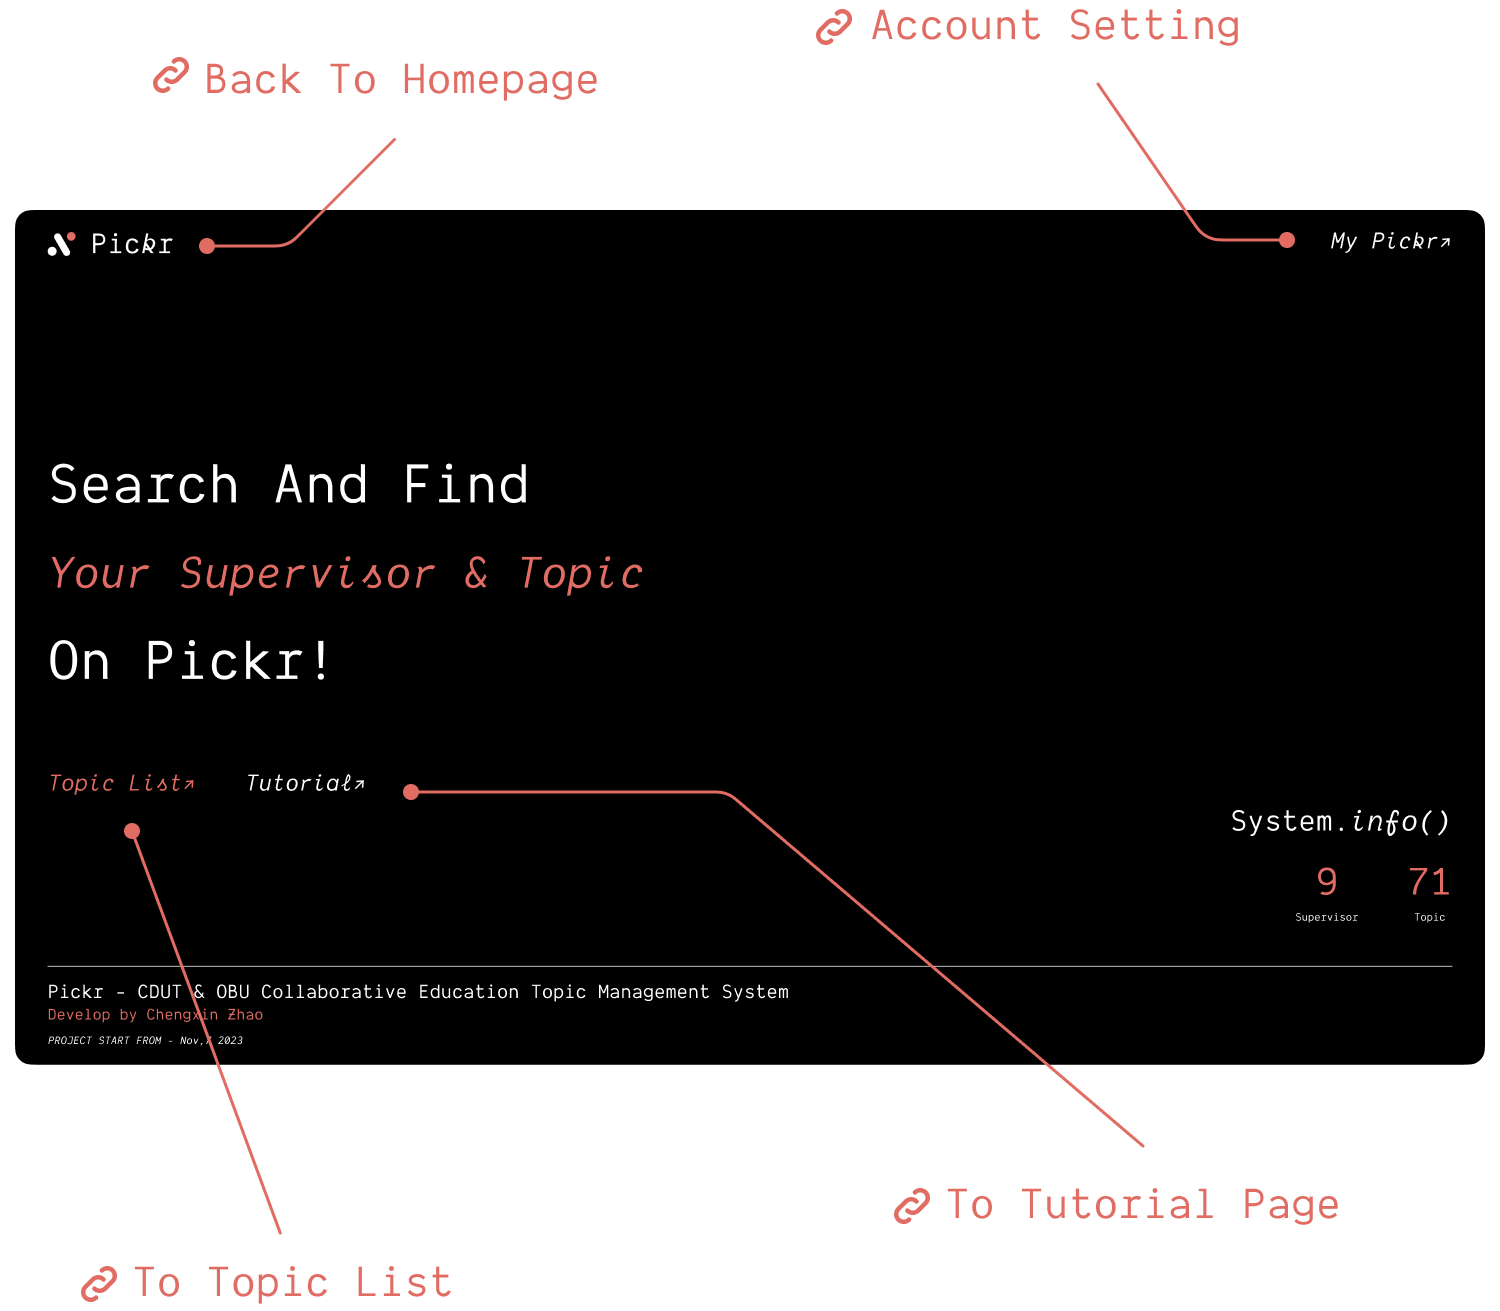 Account Setting
Back To Homepage
Pickr
My Pickr↗
Search And Find
Your Supervisor & Topic
On Pickr!
Topic List↗
Tutorial↗
System.info()
9
71
Supervisor
Topic
Pickr - CDUT & OBU Collaborative Education Topic Management System
Develop by Chengxin Zhao
PROJECT START FROM - Nov,7 2023
To Tutorial Page
To Topic List